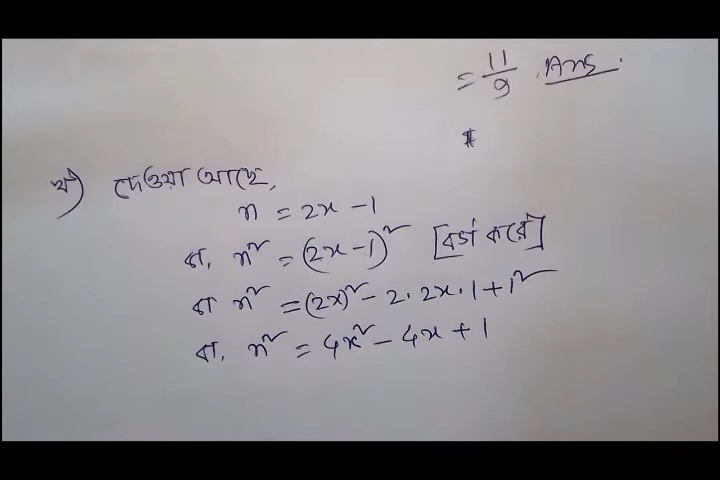 = 11/9 . Ans.
খ) দেওয়া আছে,
n = 2x - 1
বা, n² = (2x - 1)² [বর্গ করে]
বা n² = (2x)² - 2. 2x. 1 + 1²
বা, n² = 4x² - 4x + 1